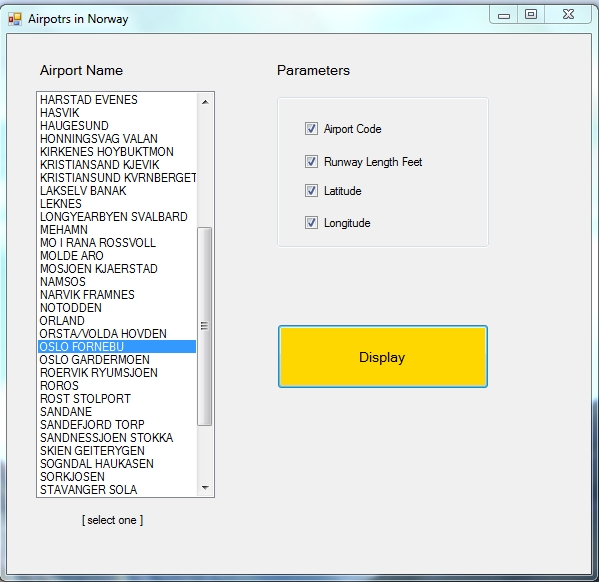 Airpotrs in Norway
Airport Name
HARSTAD EVENES
HASVIK
HAUGESUND
HONNINGSVAG VALAN
KIRKENES HOYBUKTMON
KRISTIANSAND KJEVIK
KRISTIANSUND KVRNBERGET
LAKSELV BANAK
LEKNES
LONGYEARBYEN SVALBARD
MEHAMN
MO I RANA ROSSVOLL
MOLDE ARO
MOSJOEN KJAERSTAD
NAMSOS
NARVIK FRAMNES
NOTODDEN
ORLAND
ORSTA/VOLDA HOVDEN
OSLO FORNEBU
OSLO GARDERMOEN
ROERVIK RYUMSJOEN
ROROS
ROST STOLPORT
SANDANE
SANDEFJORD TORP
SANDNESSJOEN STOKKA
SKIEN GEITERYGEN
SOGNDAL HAUKASEN
SORKJOSEN
STAVANGER SOLA
[ select one ]
Parameters
Airport Code
Runway Length Feet
Latitude
Longitude
Display